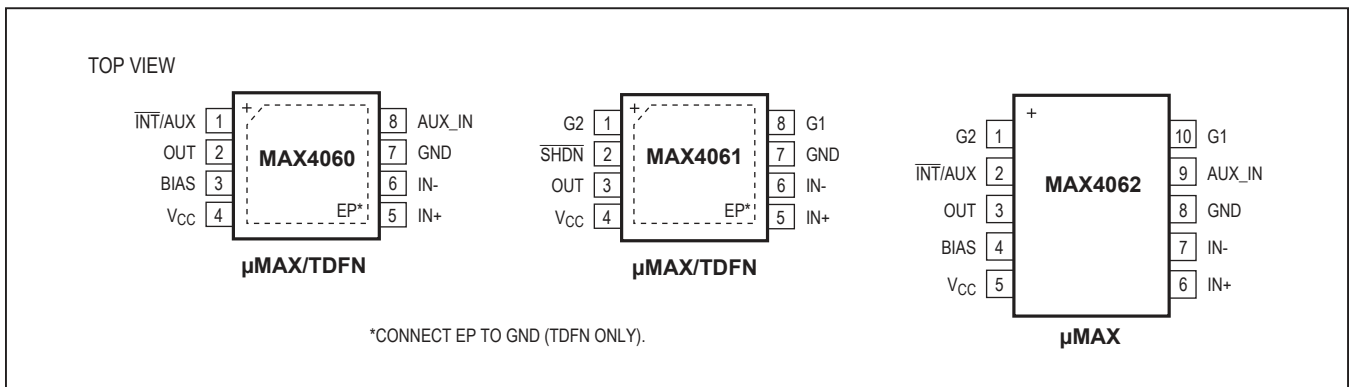 TOP VIEW
INT/AUX 1
OUT 2
BIAS 3
VCC 4
+
MAX4060
EP*
8 AUX_IN
7 GND
6 IN-
5 IN+
µMAX/TDFN
G2 1
SHDN 2
OUT 3
VCC 4
+
MAX4061
EP*
8 G1
7 GND
6 IN-
5 IN+
µMAX/TDFN
G2 1
INT/AUX 2
OUT 3
BIAS 4
VCC 5
+
MAX4062
10 G1
9 AUX_IN
8 GND
7 IN-
6 IN+
µMAX
*CONNECT EP TO GND (TDFN ONLY).